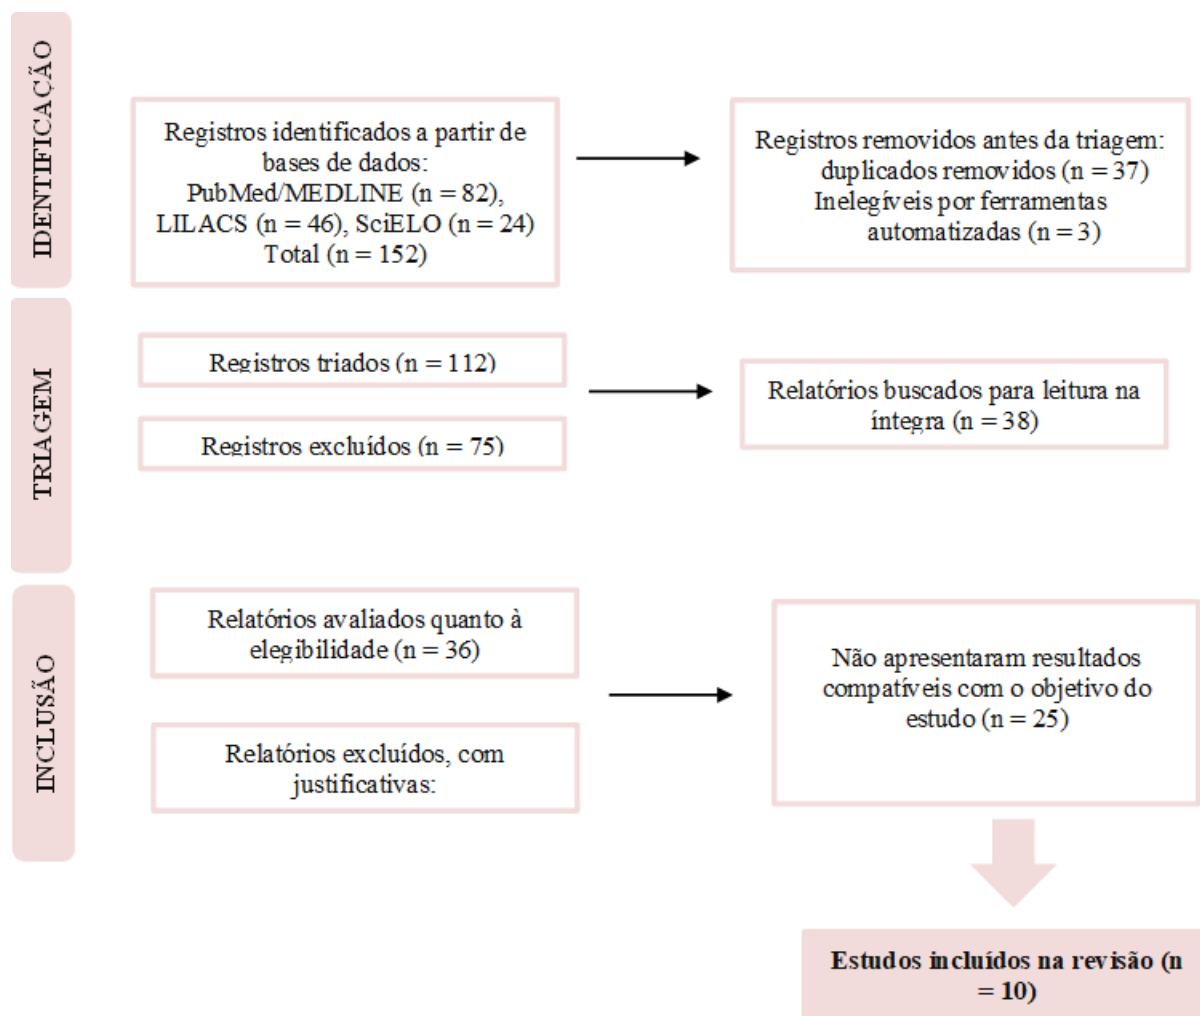 IDENTIFICAÇÃO
Registros identificados a partir de
bases de dados:
PubMed/MEDLINE (n = 82),
LILACS (n = 46), SciELO (n = 24)
Total (n = 152)
Registros removidos antes da triagem:
duplicados removidos (n = 37)
Inelegíveis por ferramentas
automatizadas (n = 3)
TRIAGEM
Registros triados (n = 112)
Registros excluídos (n = 75)
Relatórios buscados para leitura na
íntegra (n = 38)
INCLUSÃO
Relatórios avaliados quanto à
elegibilidade (n = 36)
Relatórios excluídos, com
justificativas:
Não apresentaram resultados
compatíveis com o objetivo do
estudo (n = 25)
Estudos incluídos na revisão (n
= 10)